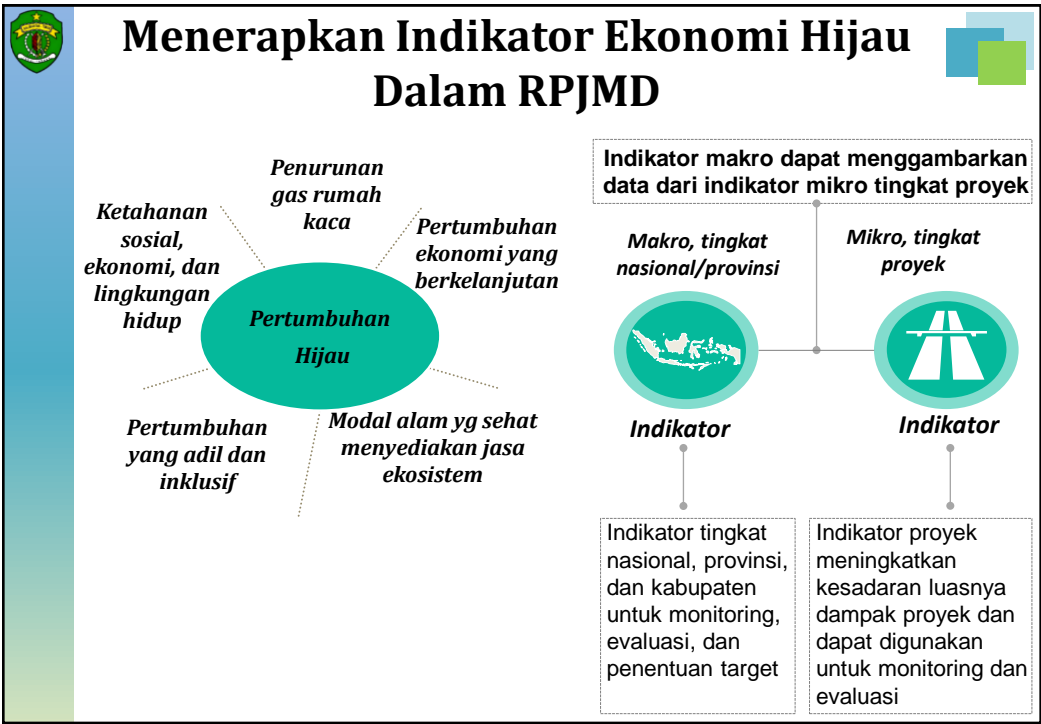 Menerapkan Indikator Ekonomi Hijau
Dalam RPJMD
Penurunan
gas rumah
kaca
Ketahanan
sosial,
ekonomi, dan
lingkungan
hidup
Pertumbuhan
ekonomi yang
berkelanjutan
Pertumbuhan
Hijau
Pertumbuhan
yang adil dan
inklusif
Modal alam yg sehat
menyediakan jasa
ekosistem
Indikator makro dapat menggambarkan
data dari indikator mikro tingkat proyek
Makro, tingkat
nasional/provinsi
Mikro, tingkat
proyek
Indikator
Indikator
Indikator tingkat
nasional, provinsi,
dan kabupaten
untuk monitoring,
evaluasi, dan
penentuan target
Indikator proyek
meningkatkan
kesadaran luasnya
dampak proyek dan
dapat digunakan
untuk monitoring dan
evaluasi